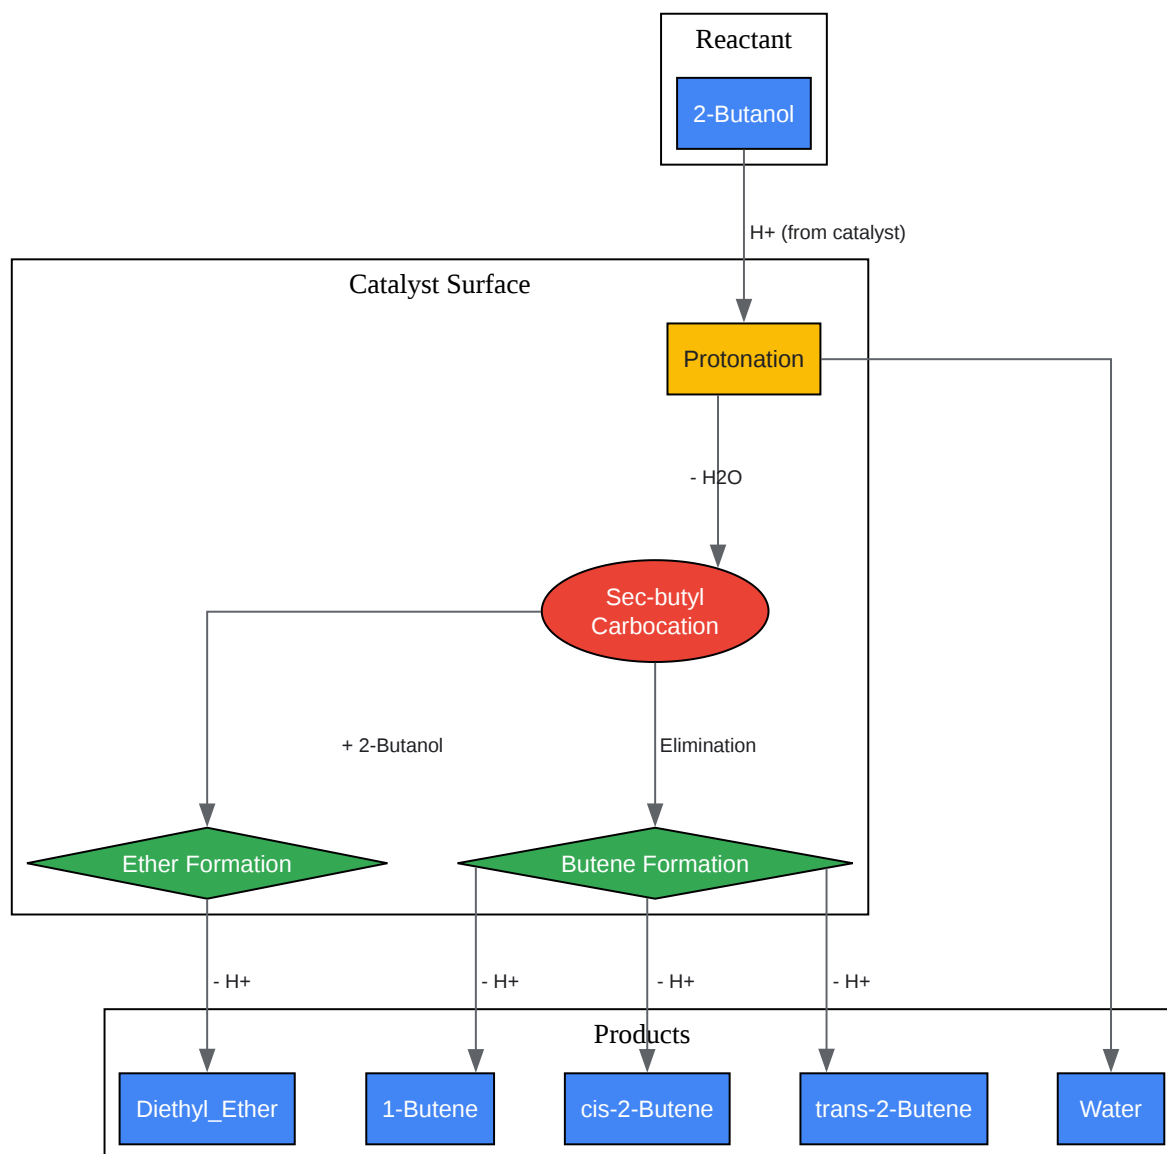 Reactant
2-Butanol
H+ (from catalyst)
Catalyst Surface
Protonation
- H2O
Sec-butyl
Carbocation
+ 2-Butanol
Elimination
Ether Formation
Butene Formation
- H+
- H+
- H+
- H+
Products
Diethyl_Ether
1-Butene
cis-2-Butene
trans-2-Butene
Water